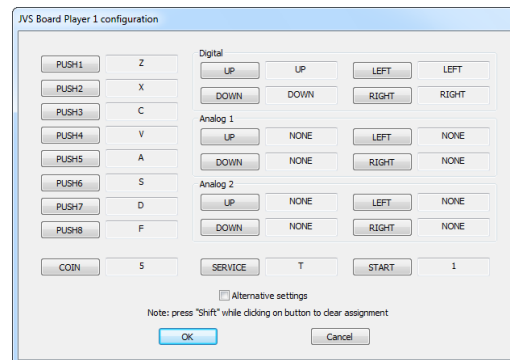 JVS Board Player 1 configuration
Digital
PUSH1 Z UP UP LEFT LEFT
PUSH2 X DOWN DOWN RIGHT RIGHT
PUSH3 C Analog 1
PUSH4 V UP NONE LEFT NONE
PUSH5 A DOWN NONE RIGHT NONE
PUSH6 S Analog 2
PUSH7 D UP NONE LEFT NONE
PUSH8 F DOWN NONE RIGHT NONE
COIN 5 SERVICE T START 1
Alternative settings
Note: press "Shift" while clicking on button to clear assignment
OK Cancel